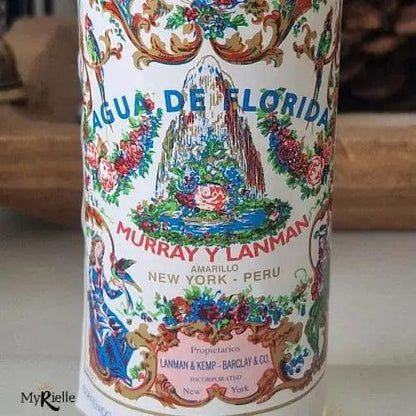 AGUA DE FLORIDA
MURRAY Y LANMAN
AMARILLO
NEW YORK - PERU
Propietarios
LANMAN & KEMP - BARCLAY & CO.
INCORPORATED
New York
MyRielle